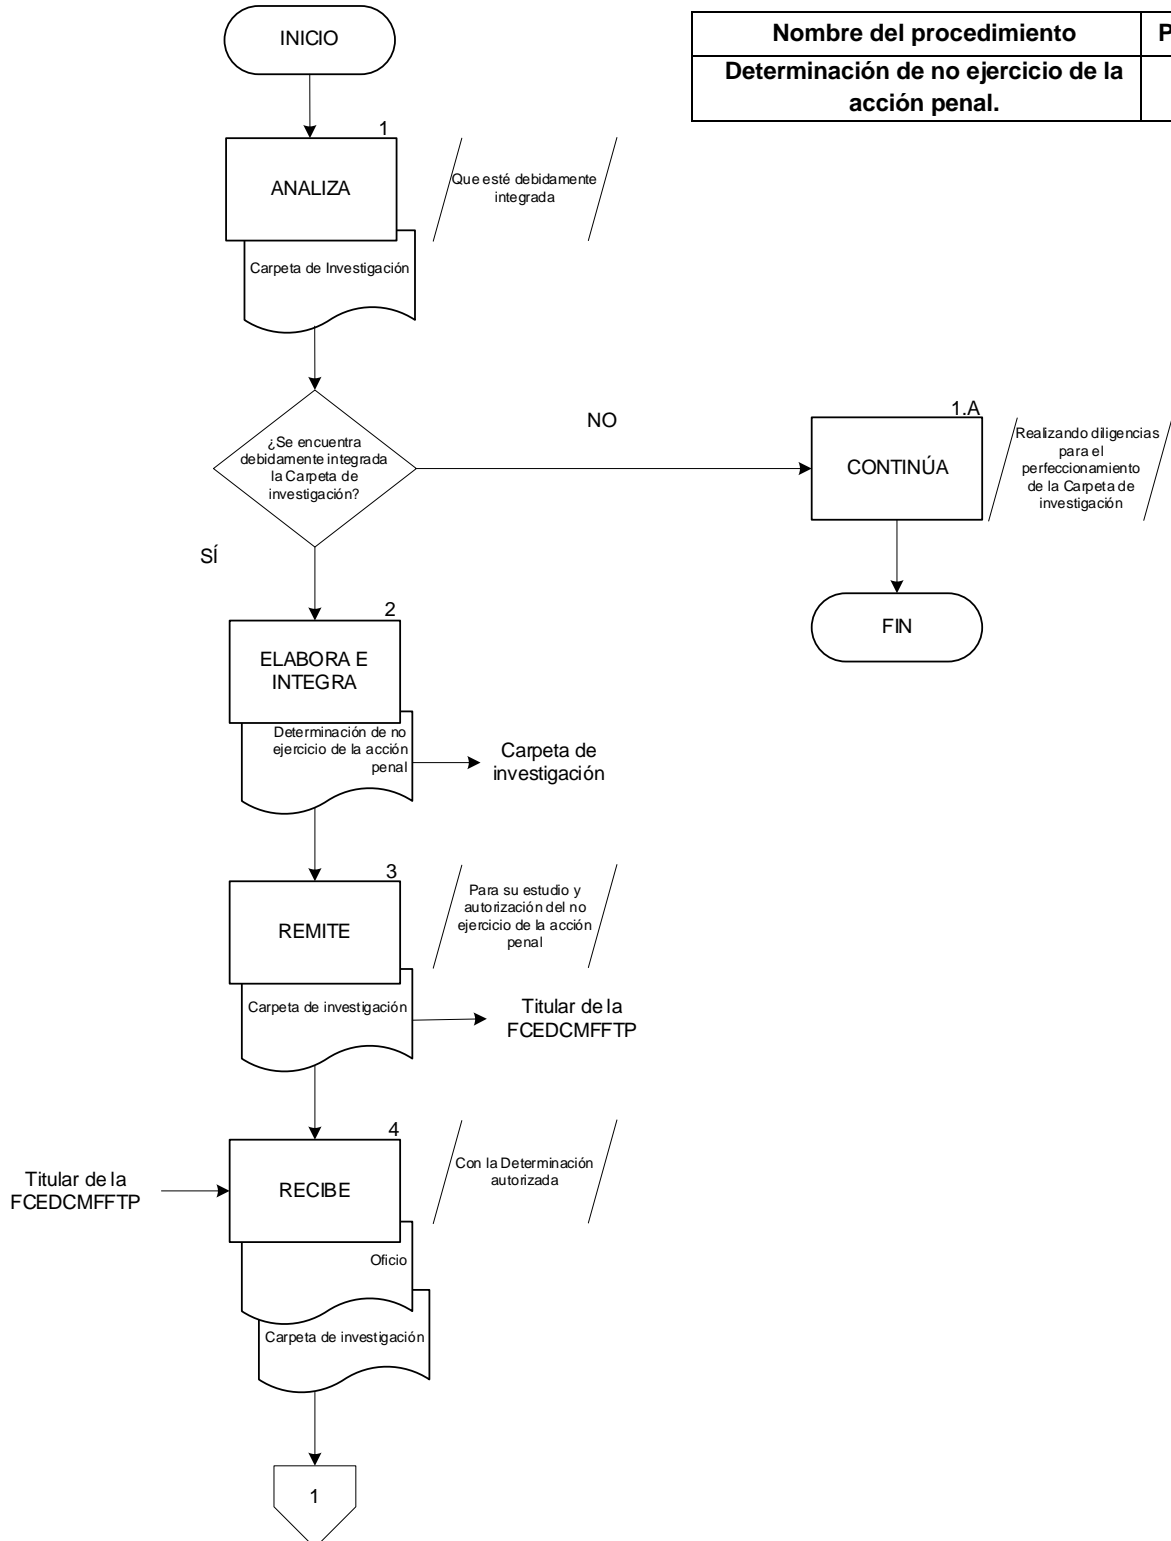 INICIO
Nombre del procedimiento
P
Determinación de no ejercicio de la
acción penal.
1
ANALIZA
Que esté debidamente
integrada
Carpeta de Investigación
¿Se encuentra
debidamente integrada
la Carpeta de
investigación?
NO
SÍ
1.A
CONTINÚA
Realizando diligencias
para el
perfeccionamiento
de la Carpeta de
investigación
FIN
2
ELABORA E
INTEGRA
Determinación de no
ejercicio de la acción
penal
Carpeta de
investigación
3
REMITE
Para su estudio y
autorización del no
ejercicio de la acción
penal
Carpeta de investigación
Titular de la
FCEDCMFFTP
4
Titular de la
FCEDCMFFTP
RECIBE
Con la Determinación
autorizada
Oficio
Carpeta de investigación
1